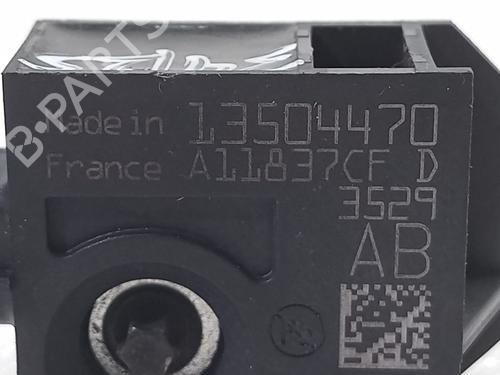 B-PARTS
Made in 13504470
France A11837CF D
3529
AB